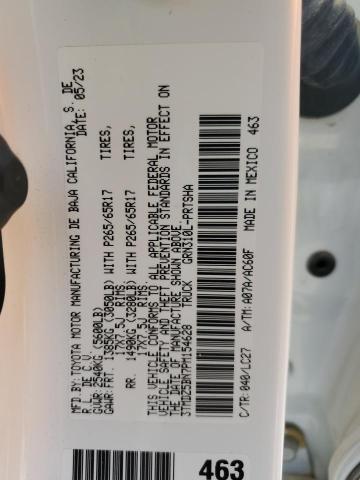 MFD.BY:TOYOTA MOTOR MANUFACTURING DE BAJA CALIFORNIA, S. DE
R.L. DE C.V. DATE: 05/23
GVWR: 2540KG (5600LB)
GAWR:FRT. 1385KG (3050LB) WITH P265/65R17 TIRES,
17X7.5J RIMS,
RR. 1490KG (3280LB) WITH P265/65R17 TIRES,
17X7.5J RIMS.
THIS VEHICLE CONFORMS TO ALL APPLICABLE FEDERAL MOTOR
VEHICLE SAFETY AND THEFT PREVENTION STANDARDS IN EFFECT ON
THE DATE OF MANUFACTURE SHOWN ABOVE.
3TMDZ5BN7PM154628 TRUCK GRN310L-PRTSHA
C/TR:040/LC27 A/TM:A07A/AC60F MADE IN MEXICO 463
463